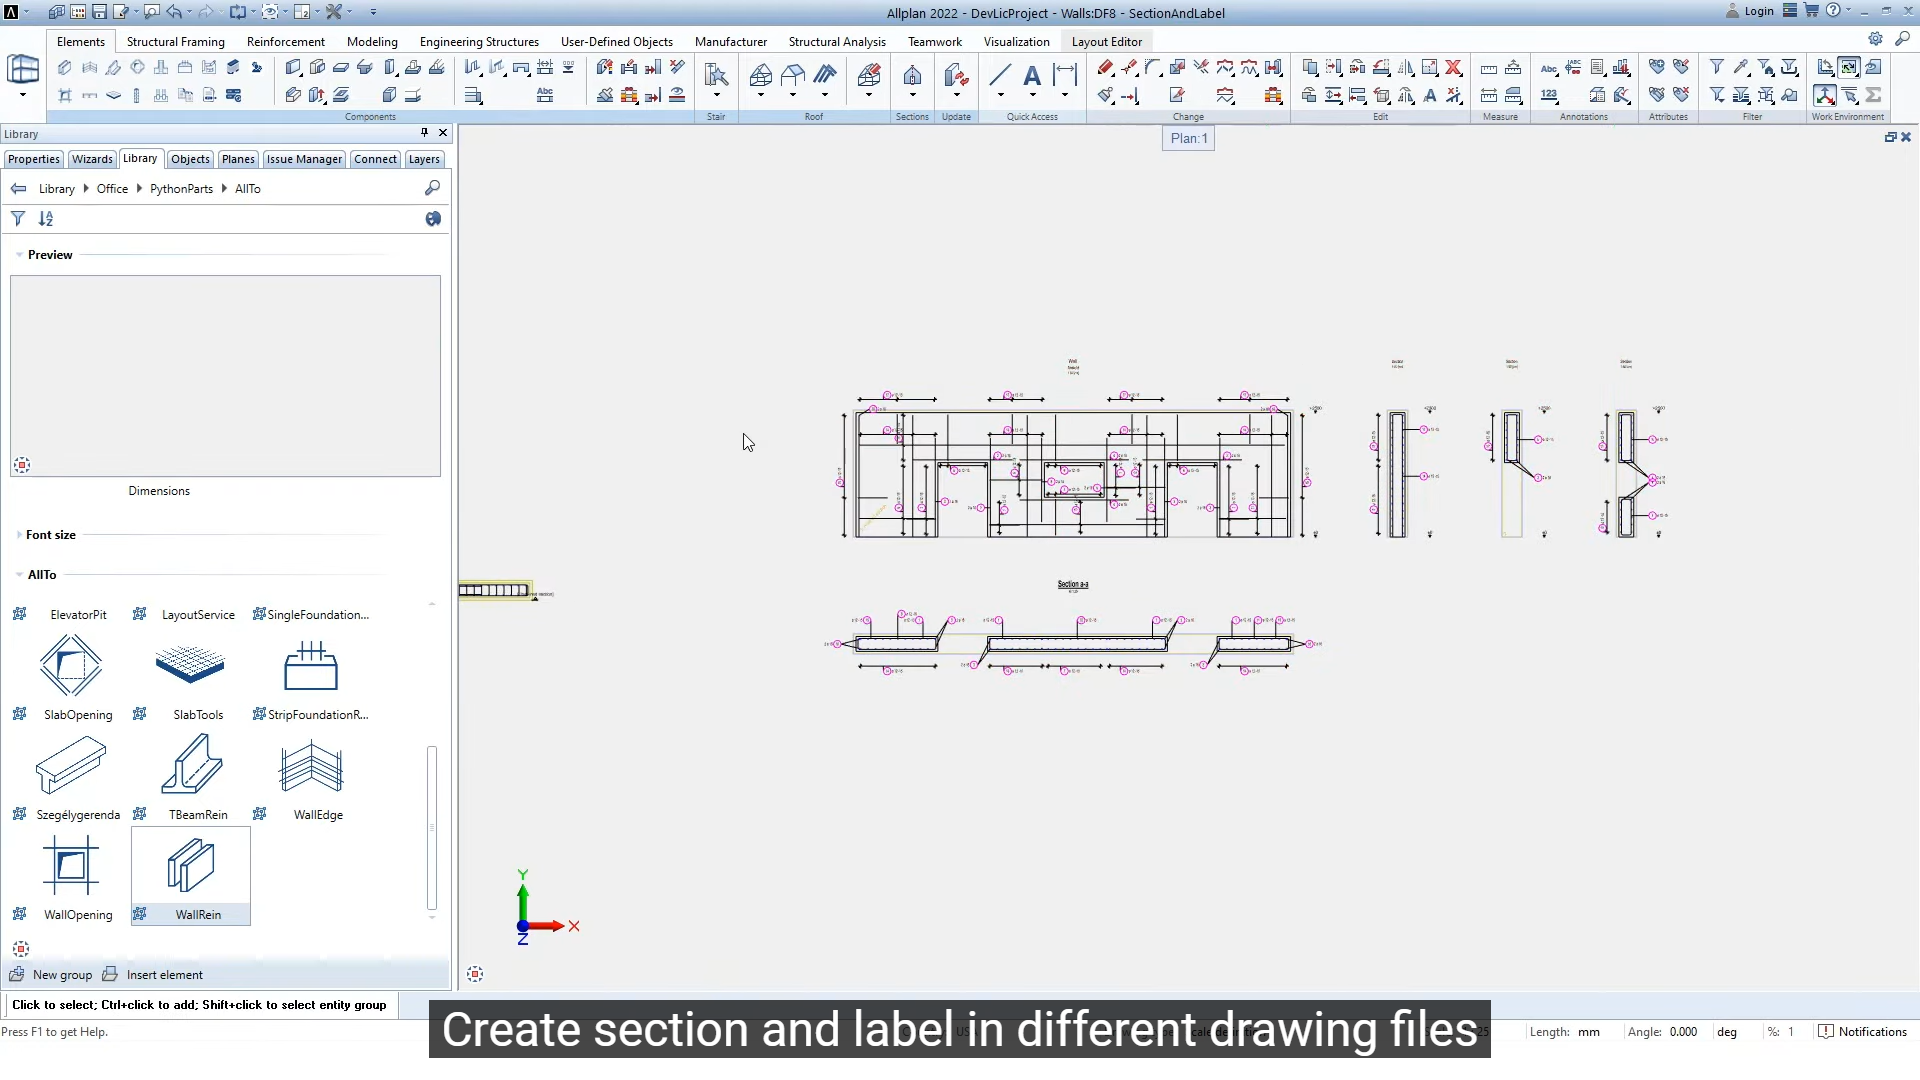 Allplan 2022 - DevLicProject - Walls:DF8 - SectionAndLabel
Login
Elements
Structural Framing
Reinforcement
Modeling
Engineering Structures
User-Defined Objects
Manufacturer
Structural Analysis
Teamwork
Visualization
Layout Editor
Abc
Abc
ABC
123
Components
Stair
Roof
Sections
Update
Quick Access
Change
Edit
Measure
Annotations
Attributes
Filter
Work Environment
Library
Plan:1
Properties
Wizards
Library
Objects
Planes
Issue Manager
Connect
Layers
Library
Office
PythonParts
AllTo
Preview
Dimensions
Font size
AllTo
ElevatorPit
LayoutService
SingleFoundation...
SlabOpening
SlabTools
StripFoundationR...
Szegélygerenda
TBeamRein
WallEdge
WallOpening
WallRein
New group
Insert element
Section a-a
Y
X
Z
Click to select; Ctrl+click to add; Shift+click to select entity group
Press F1 to get Help.
Create section and label in different drawing files
Length:
mm
Angle:
0.000
deg
%:
1
Notifications